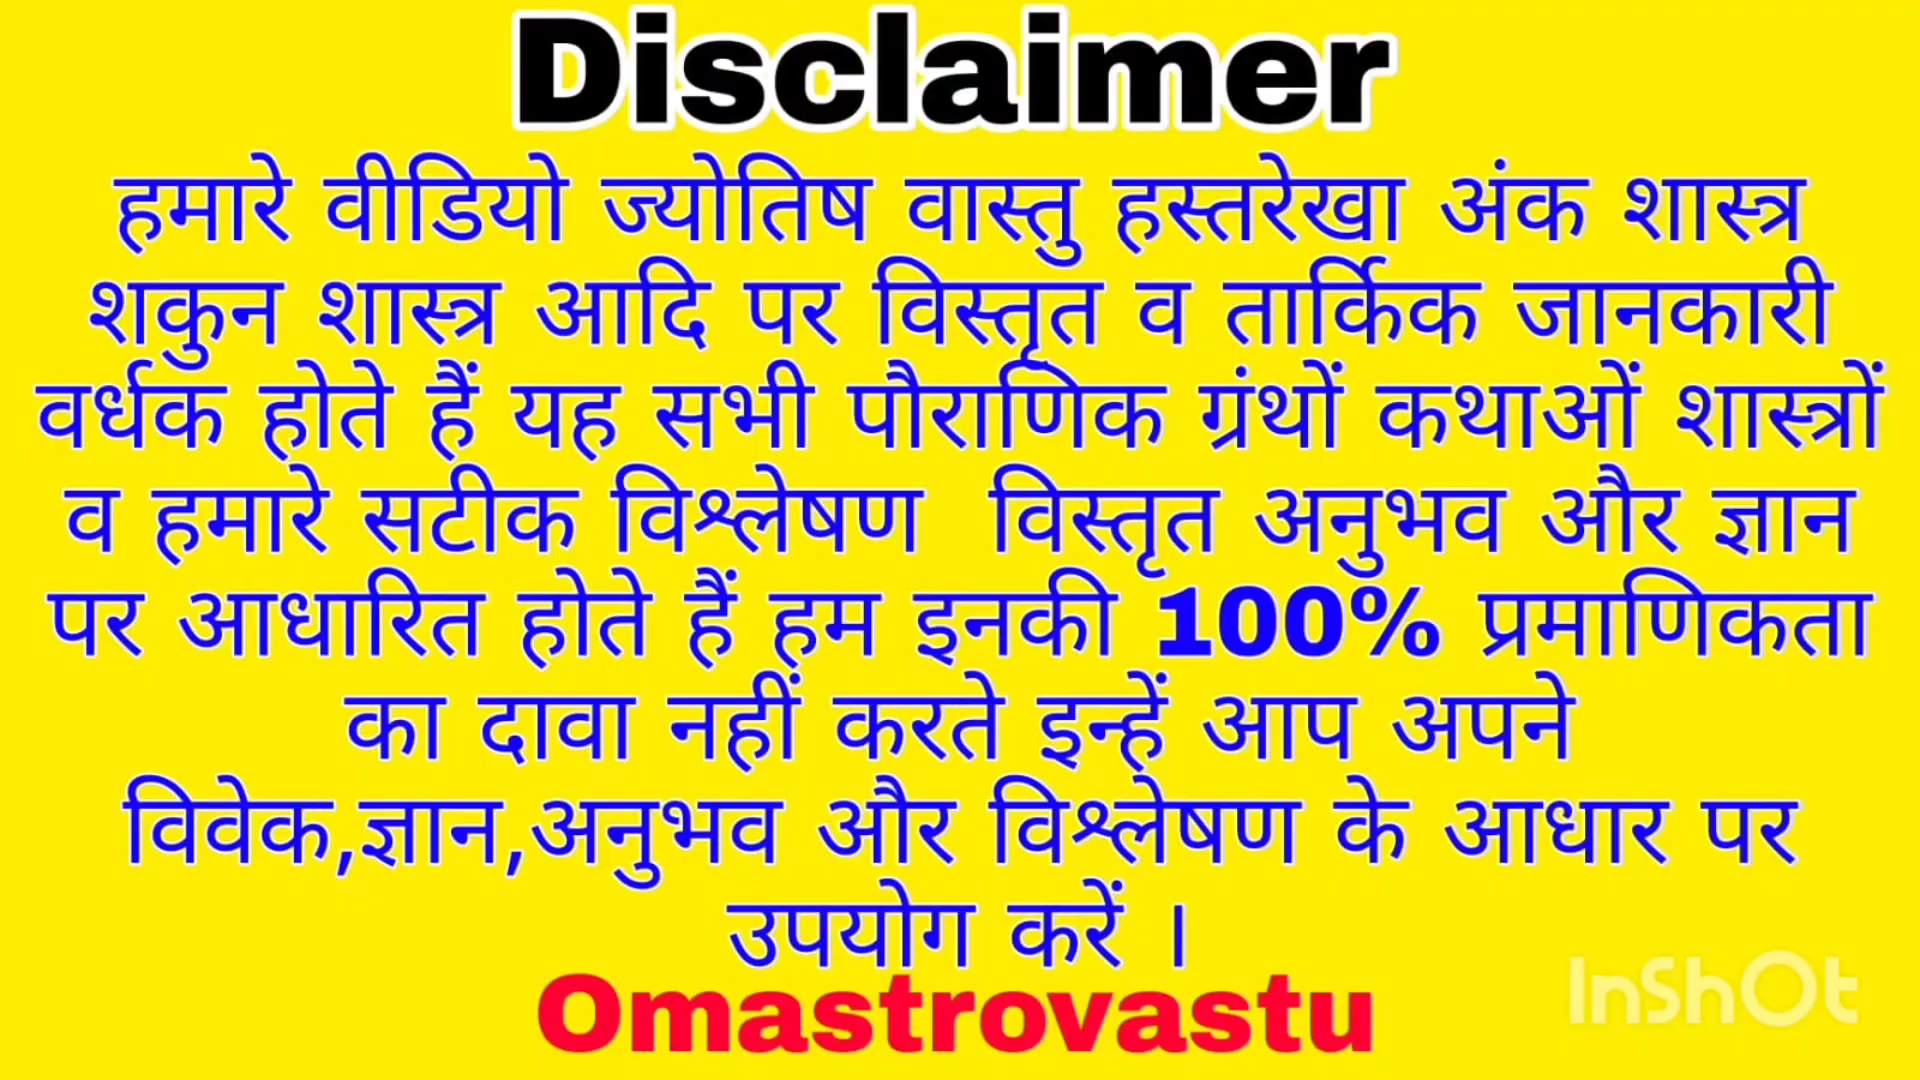 Disclaimer
हमारे वीडियो ज्योतिष वास्तु हस्तरेखा अंक शास्त्र
शकुन शास्त्र आदि पर विस्तृत व तार्किक जानकारी
वर्धक होते हैं यह सभी पौराणिक ग्रंथों कथाओं शास्त्रों
व हमारे सटीक विश्लेषण विस्तृत अनुभव और ज्ञान
पर आधारित होते हैं हम इनकी 100% प्रमाणिकता
का दावा नहीं करते इन्हें आप अपने
विवेक,ज्ञान,अनुभव और विश्लेषण के आधार पर
उपयोग करें ।
Omastrovastu
InShOt